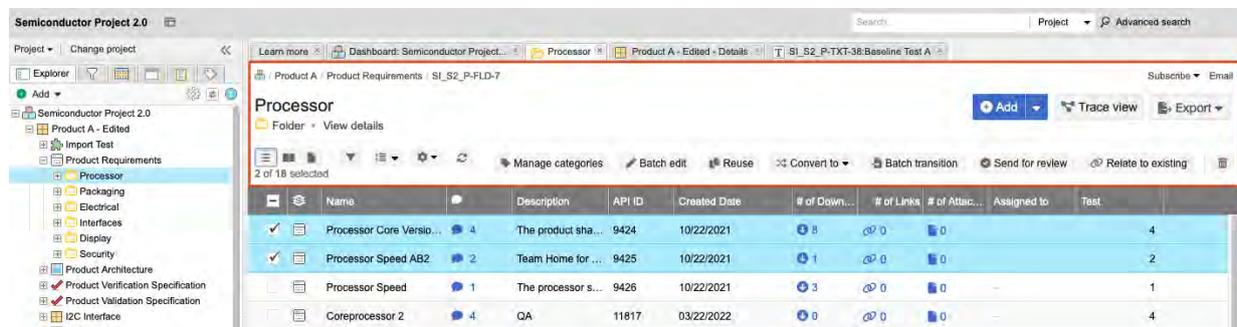 Semiconductor Project 2.0
Search... Project Advanced search
Project Change project
Learn more Dashboard: Semiconductor Project... Processor Product A - Edited - Details SI_S2_P-TXT-38:Baseline Test A
Explorer
Add
Semiconductor Project 2.0
Product A - Edited
Import Test
Product Requirements
Processor
Packaging
Electrical
Interfaces
Display
Security
Product Architecture
Product Verification Specification
Product Validation Specification
I2C Interface
Product A / Product Requirements / SI_S2_P-FLD-7
Subscribe Email
Processor
Add Trace view Export
Folder • View details
Manage categories Batch edit Reuse Convert to Batch transition Send for review Relate to existing
2 of 18 selected
Name Description API ID Created Date # of Down... # of Links # of Attac... Assigned to Test
Processor Core Versio... 4 The product sha... 9424 10/22/2021 8 0 0 4
Processor Speed AB2 2 Team Home for ... 9425 10/22/2021 1 0 0 2
Processor Speed 1 The processor s... 9426 10/22/2021 3 0 0 – 1
Coreprocessor 2 4 QA 11817 03/22/2022 0 0 0 – 4